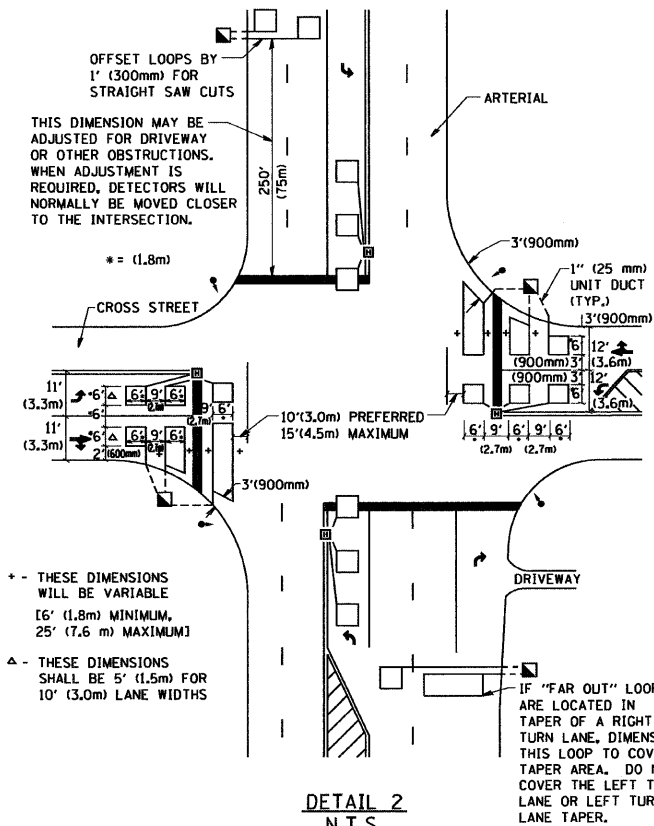 OFFSET LOOPS BY
1' (300mm) FOR
STRAIGHT SAW CUTS
THIS DIMENSION MAY BE
ADJUSTED FOR DRIVEWAY
OR OTHER OBSTRUCTIONS.
WHEN ADJUSTMENT IS
REQUIRED, DETECTORS WILL
NORMALLY BE MOVED CLOSER
TO THE INTERSECTION.
* = (1.8m)
250'
(75m)
ARTERIAL
H
3'(900mm)
1" (25 mm)
UNIT DUCT
(TYP.)
3'(900mm)
CROSS STREET
+ + + +
*6' 12'
(900mm) 3' (3.6m)
(900mm) 3' 12'
*6' (3.6m)
H
6' 9' 6' 9' 6'
(2.7m) (2.7m)
H
11' *6' △ 6' 9' 6' 9' 6'
(3.3m) (2.7m) (2.7m)
*6'
11' *6' △ 6' 9' 6' + + +
(3.3m) (2.7m)
2' (600mm)
10'(3.0m) PREFERRED
15'(4.5m) MAXIMUM
3'(900mm)
H
+ - THESE DIMENSIONS
WILL BE VARIABLE
[6' (1.8m) MINIMUM,
25' (7.6 m) MAXIMUM]
△ - THESE DIMENSIONS
SHALL BE 5' (1.5m) FOR
10' (3.0m) LANE WIDTHS
DRIVEWAY
IF "FAR OUT" LOOP
ARE LOCATED IN
TAPER OF A RIGHT
TURN LANE, DIMENS
THIS LOOP TO COV
TAPER AREA. DO N
COVER THE LEFT T
LANE OR LEFT TUR
LANE TAPER.
DETAIL 2
N.T.S.